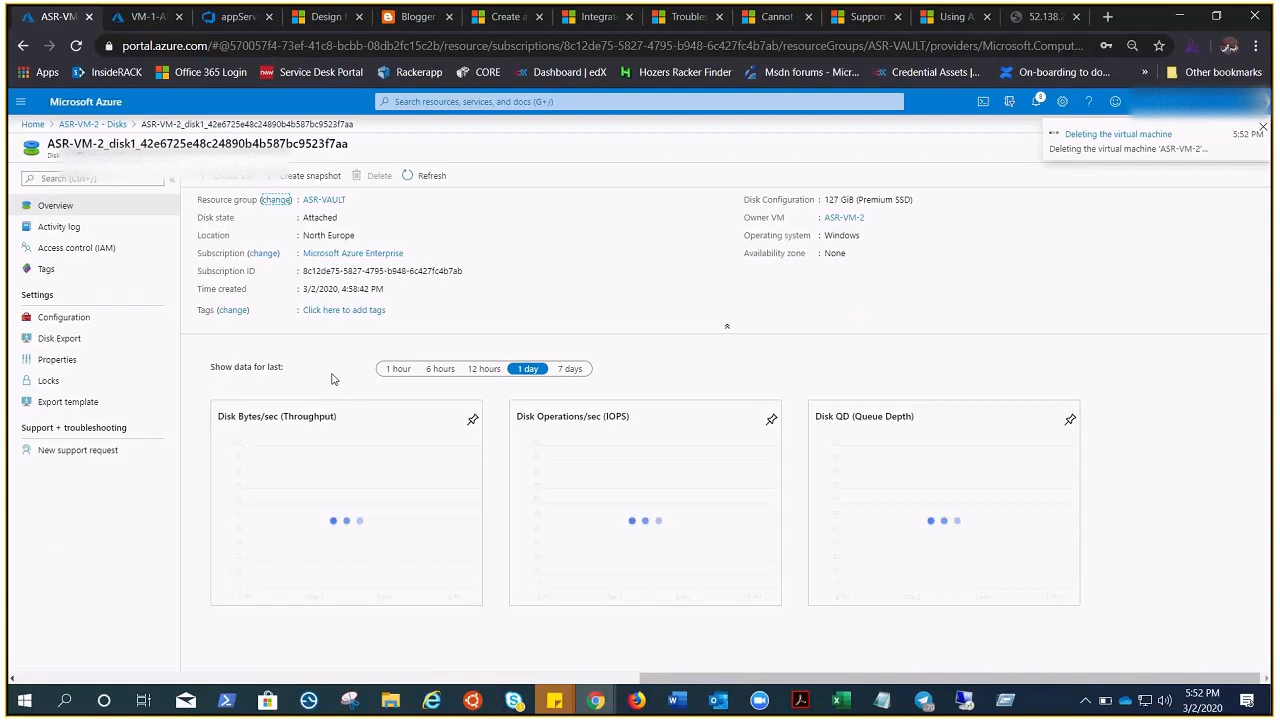 ASR-VM-2
VM-1-AS
appServ
Design f
Blogger
Create a
Integrat
Troubles
Cannot
Support
Using A
52.138.2
portal.azure.com/#@570057f4-73ef-41c8-bcbb-08dfb15c2b/resource/subscriptions/8c12de75-5827-4795-b948-6c427fc4b7ab/resourceGroups/ASR-VAULT/providers/Microsoft.Comput...
Apps
InsideRACK
Office 365 Login
now
Service Desk Portal
Rackerapp
CORE
Dashboard | edX
Hozers Racker Finder
Msdn forums - Micr...
Credential Assets |...
On-boarding to do...
»
Other bookmarks
Microsoft Azure
Search resources, services, and docs (G+/)
8
Home > ASR-VM-2 - Disks > ASR-VM-2_disk1_42e6725e48c24890b4b587bc9523f7aa
ASR-VM-2_disk1_42e6725e48c24890b4b587bc9523f7aa
Disk
Deleting the virtual machine 5:52 PM
Deleting the virtual machine 'ASR-VM-2'...
Search (Ctrl+/)
«
Create snapshot
Delete
Refresh
Overview
Activity log
Access control (IAM)
Tags
Settings
Configuration
Disk Export
Properties
Locks
Export template
Support + troubleshooting
New support request
Resource group (change) : ASR-VAULT
Disk state : Attached
Location : North Europe
Subscription (change) : Microsoft Azure Enterprise
Subscription ID : 8c12de75-5827-4795-b948-6c427fc4b7ab
Time created : 3/2/2020, 4:58:42 PM
Tags (change) : Click here to add tags
Disk Configuration : 127 GiB (Premium SSD)
Owner VM : ASR-VM-2
Operating system : Windows
Availability zone : None
Show data for last:
1 hour
6 hours
12 hours
1 day
7 days
Disk Bytes/sec (Throughput)
Disk Operations/sec (IOPS)
Disk QD (Queue Depth)
5:52 PM
3/2/2020